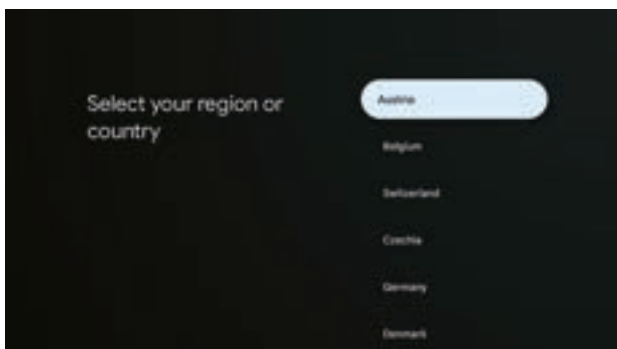 Select your region or
country
Austria
Belgium
Switzerland
Czechia
Germany
Denmark